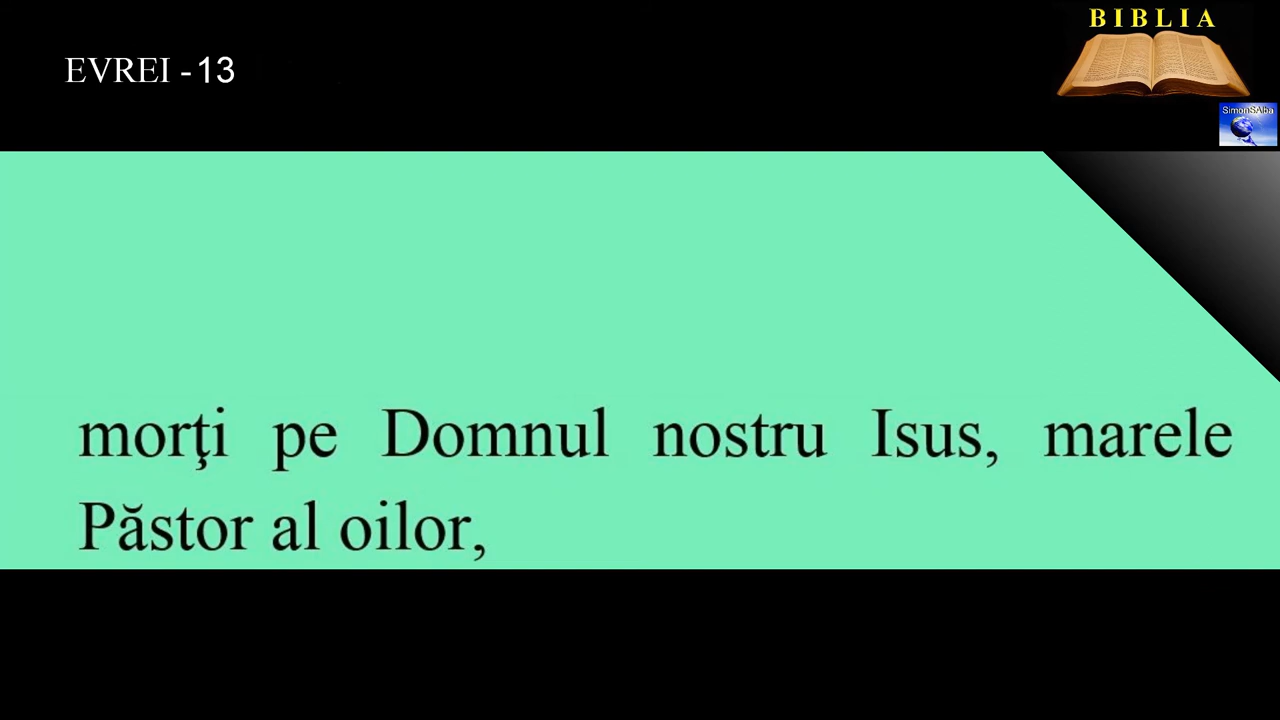 BIBLIA
EVREI - 13
SimonSAlba
morţi pe Domnul nostru Isus, marele
Păstor al oilor,